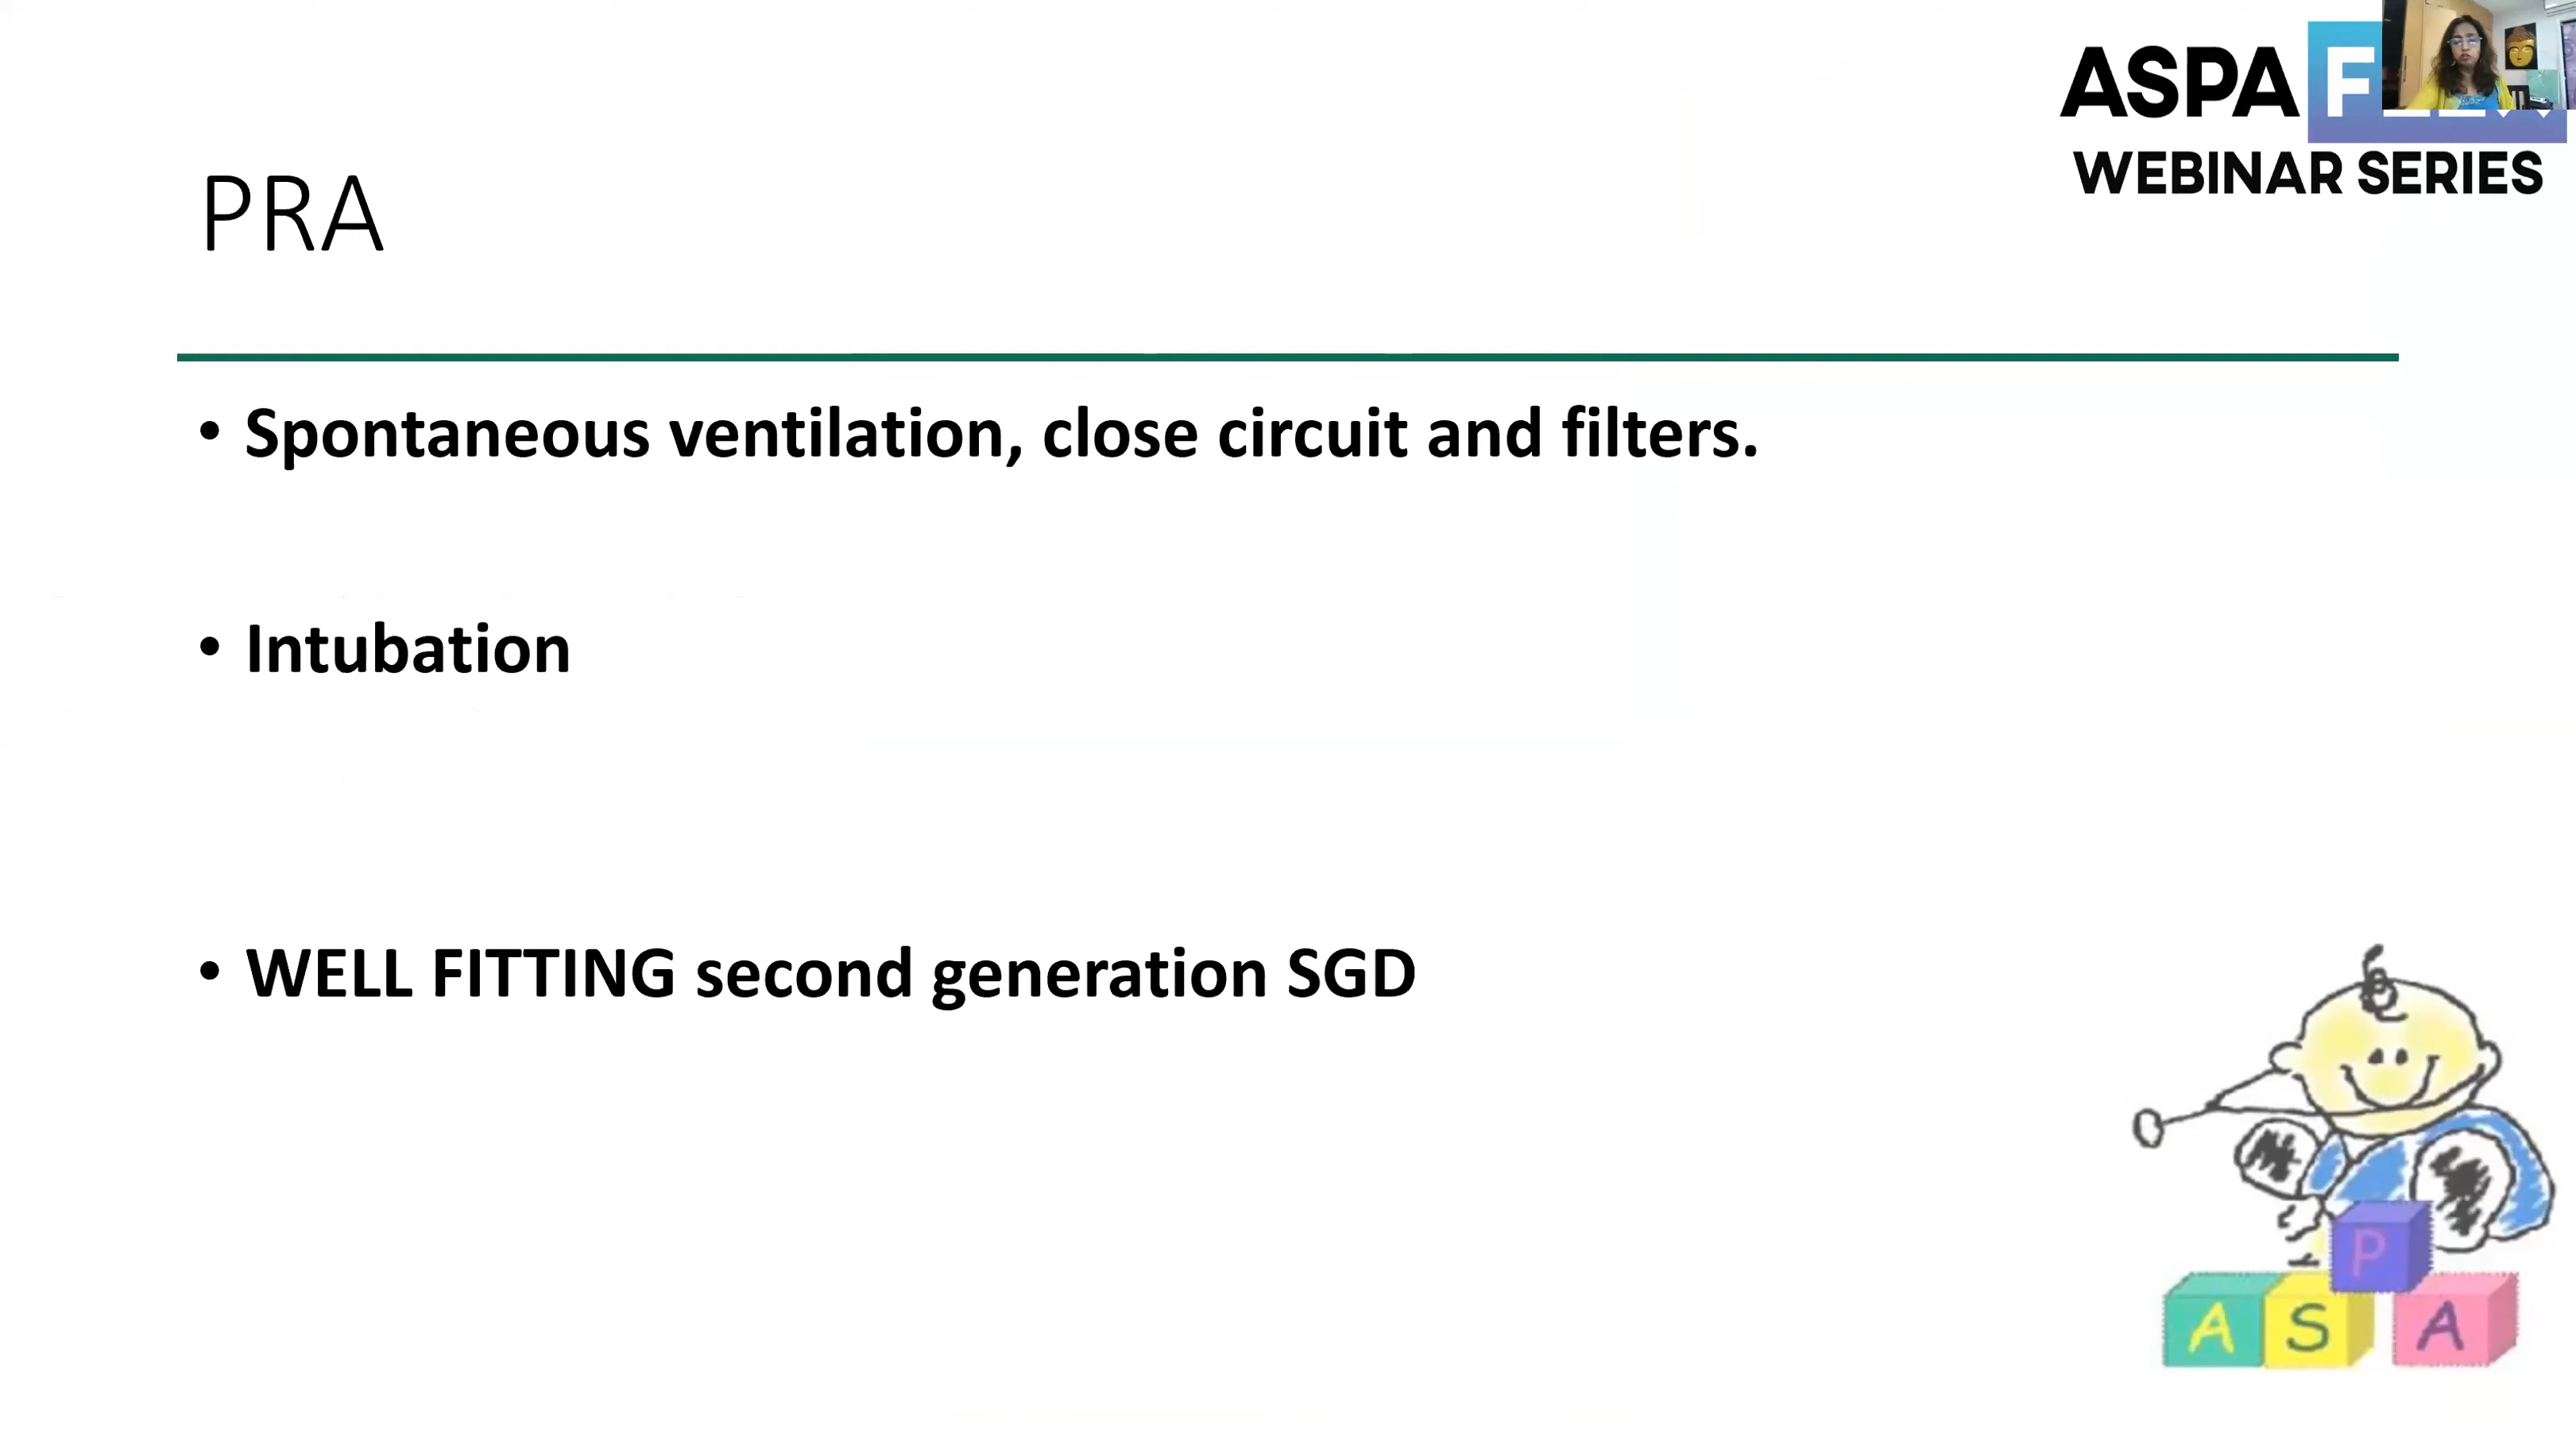 ASPA
WEBINAR SERIES
PRA
• Spontaneous ventilation, close circuit and filters.
• Intubation
• WELL FITTING second generation SGD
P
A S A